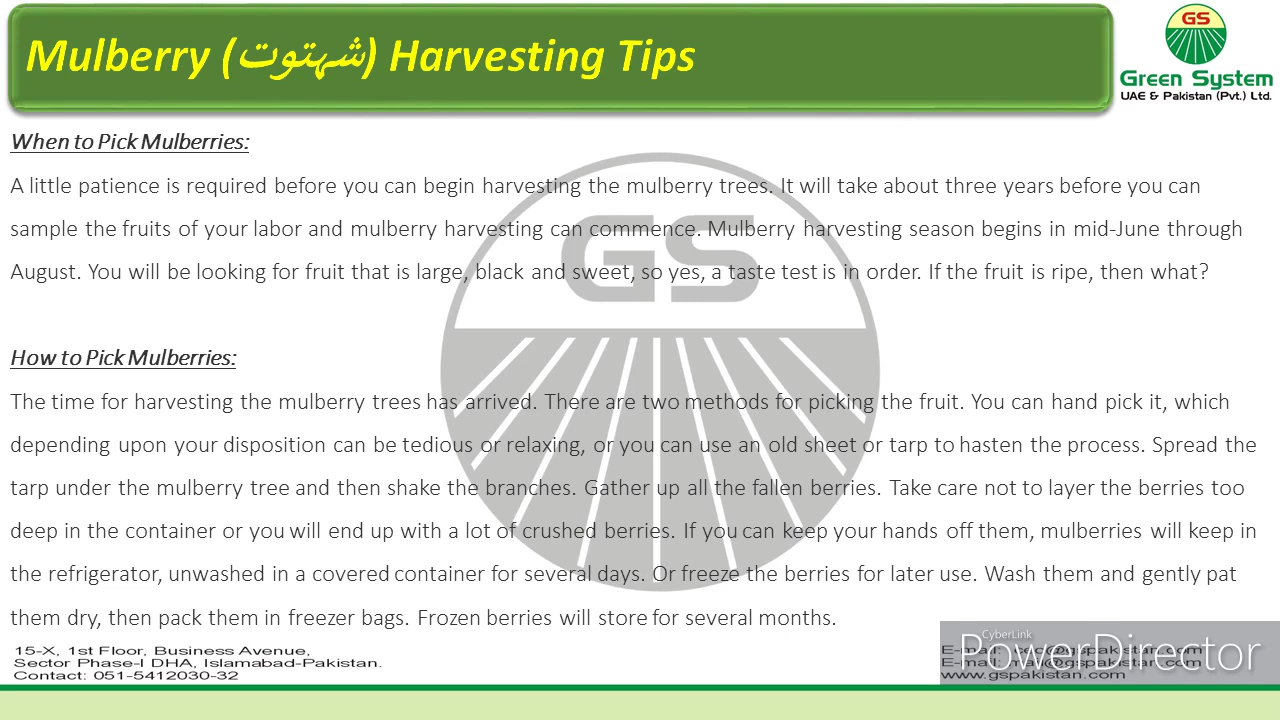 Mulberry (شہتوت) Harvesting Tips
GS
Green System
UAE & Pakistan (Pvt.) Ltd.
When to Pick Mulberries:
A little patience is required before you can begin harvesting the mulberry trees. It will take about three years before you can
sample the fruits of your labor and mulberry harvesting can commence. Mulberry harvesting season begins in mid-June through
August. You will be looking for fruit that is large, black and sweet, so yes, a taste test is in order. If the fruit is ripe, then what?
GS
How to Pick Mulberries:
The time for harvesting the mulberry trees has arrived. There are two methods for picking the fruit. You can hand pick it, which
depending upon your disposition can be tedious or relaxing, or you can use an old sheet or tarp to hasten the process. Spread the
tarp under the mulberry tree and then shake the branches. Gather up all the fallen berries. Take care not to layer the berries too
deep in the container or you will end up with a lot of crushed berries. If you can keep your hands off them, mulberries will keep in
the refrigerator, unwashed in a covered container for several days. Or freeze the berries for later use. Wash them and gently pat
them dry, then pack them in freezer bags. Frozen berries will store for several months.
15-X, 1st Floor, Business Avenue,
Sector Phase-I DHA, Islamabad-Pakistan.
Contact: 051-5412030-32
E-mail:
E-mail:
www.gspakistan.com
CyberLink
PowerDirector